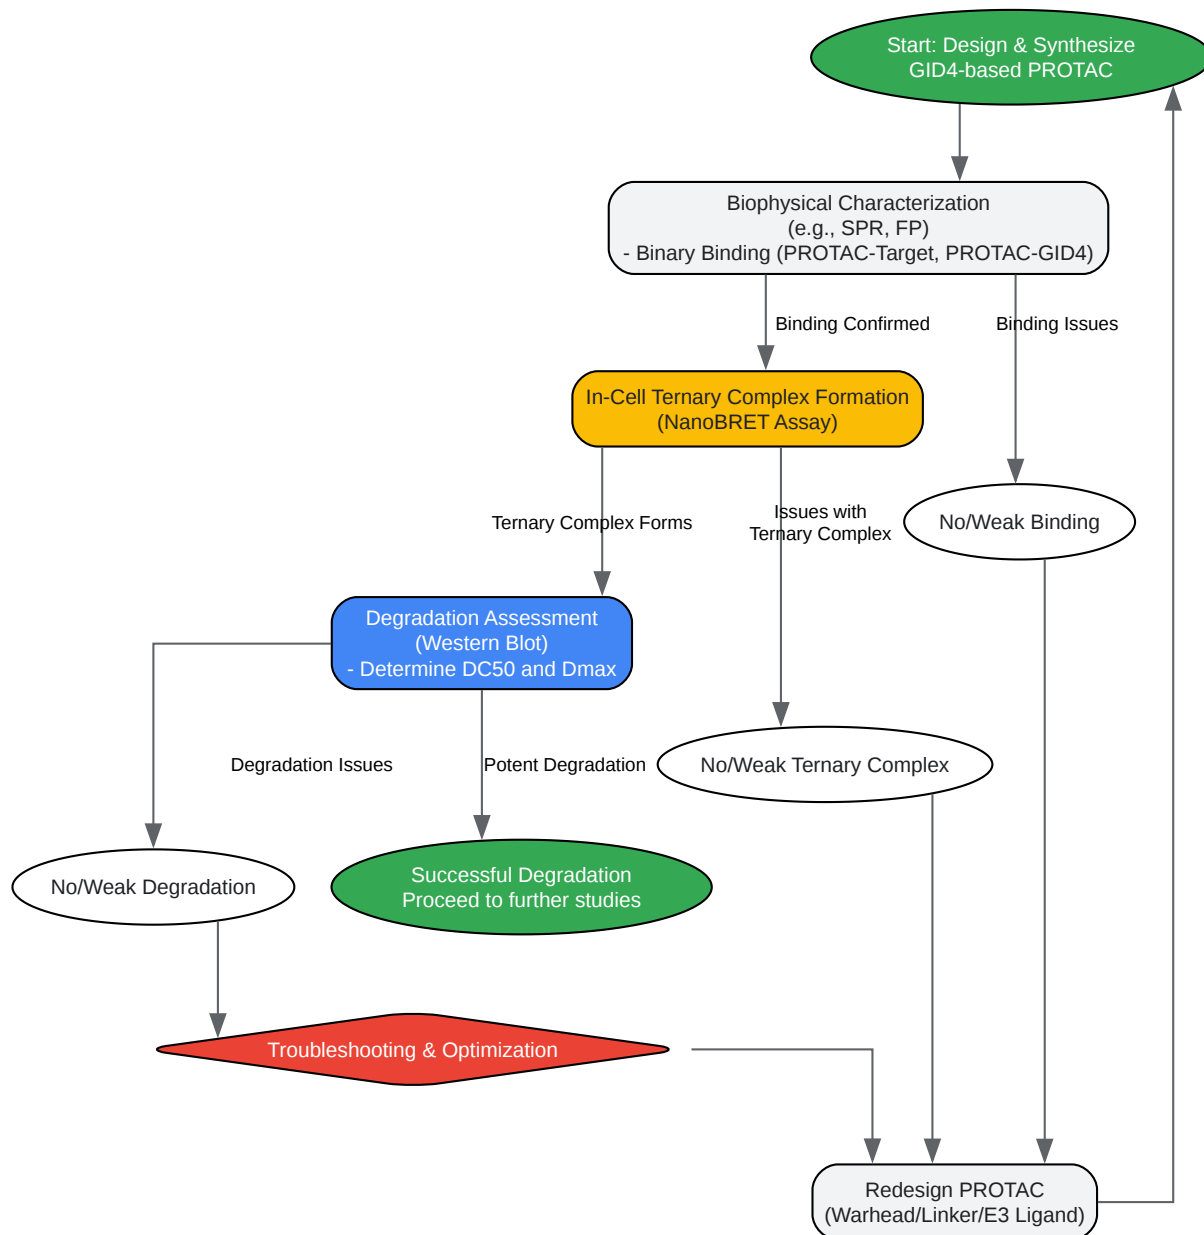 Start: Design & Synthesize
GID4-based PROTAC
Biophysical Characterization
(e.g., SPR, FP)
- Binary Binding (PROTAC-Target, PROTAC-GID4)
Binding Confirmed
Binding Issues
In-Cell Ternary Complex Formation
(NanoBRET Assay)
Ternary Complex Forms
Issues with
Ternary Complex
No/Weak Binding
Degradation Assessment
(Western Blot)
- Determine DC50 and Dmax
Degradation Issues
Potent Degradation
No/Weak Ternary Complex
No/Weak Degradation
Successful Degradation
Proceed to further studies
Troubleshooting & Optimization
Redesign PROTAC
(Warhead/Linker/E3 Ligand)